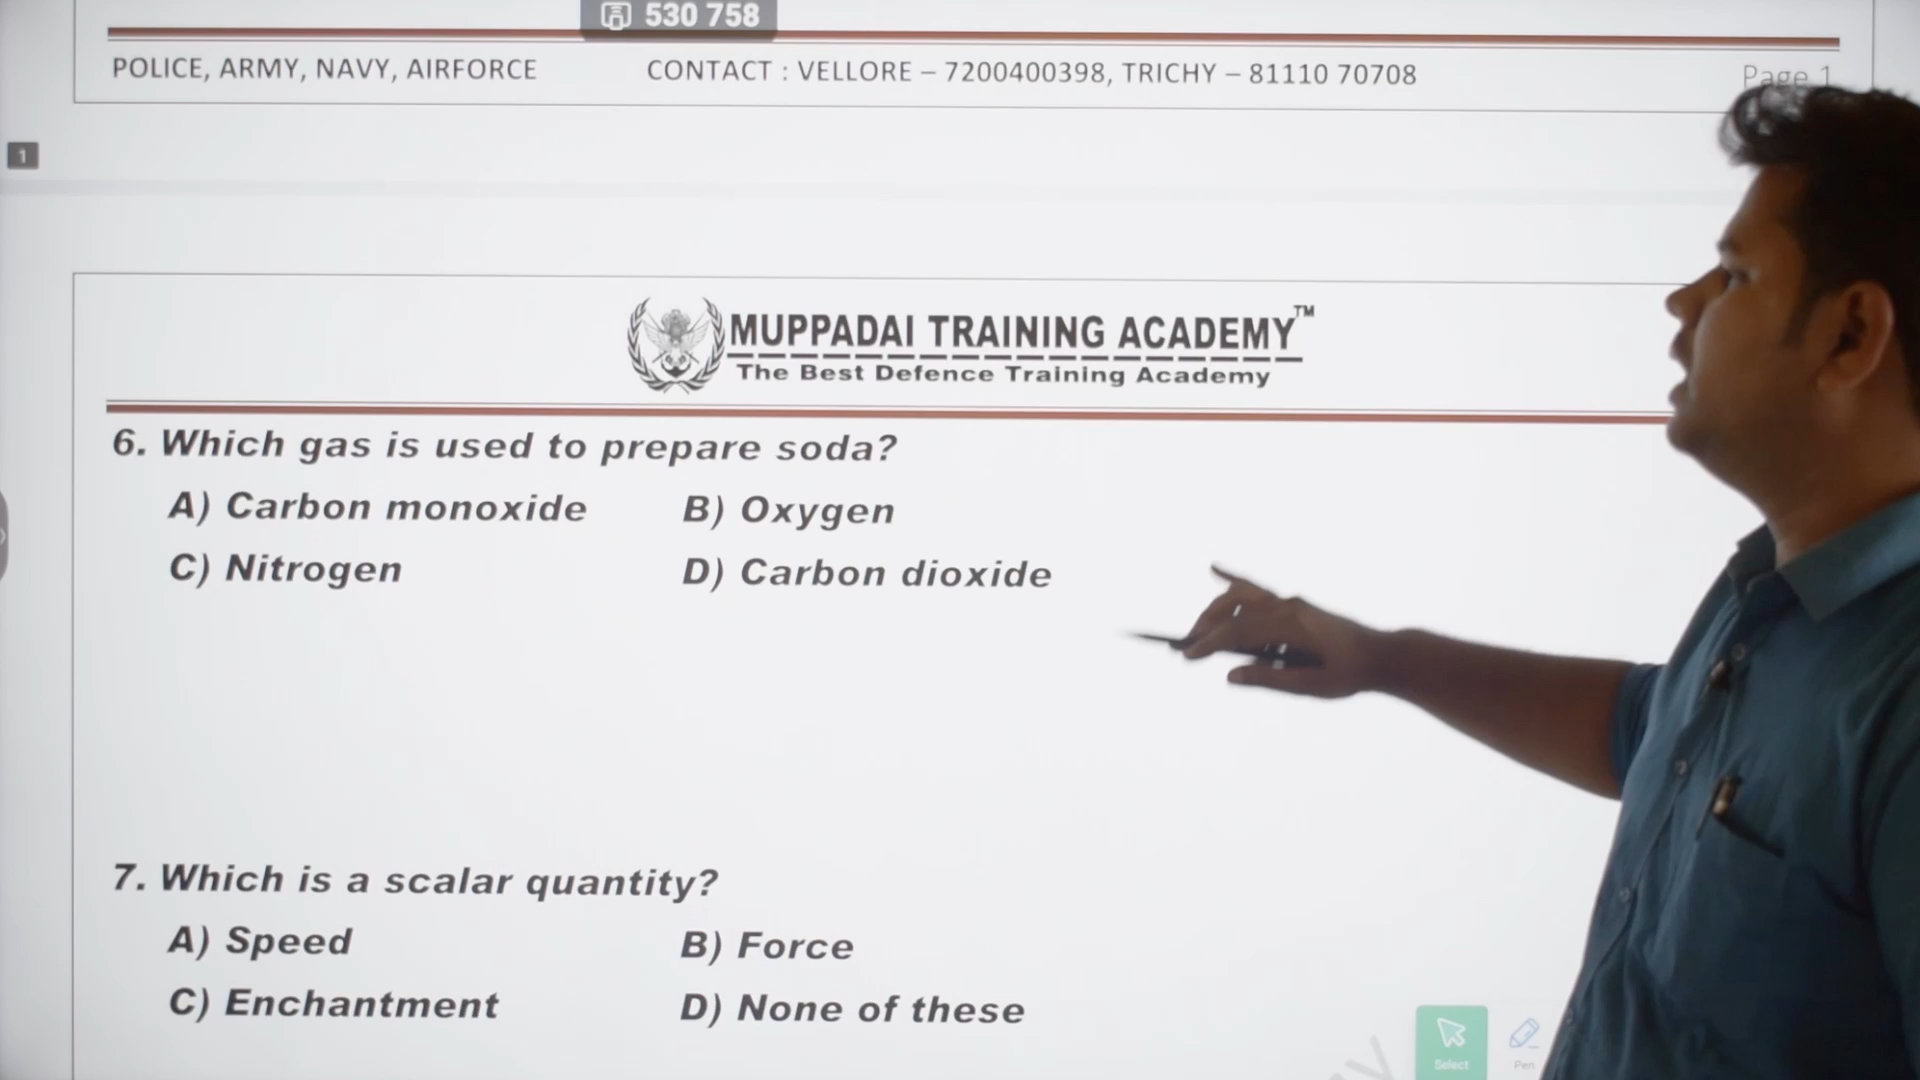 530 758
POLICE, ARMY, NAVY, AIRFORCE CONTACT : VELLORE – 7200400398, TRICHY – 81110 70708 Page 1
1
MUPPADAI TRAINING ACADEMY™
The Best Defence Training Academy
6. Which gas is used to prepare soda?
A) Carbon monoxide B) Oxygen
C) Nitrogen D) Carbon dioxide
7. Which is a scalar quantity?
A) Speed B) Force
C) Enchantment D) None of these
Select Pen